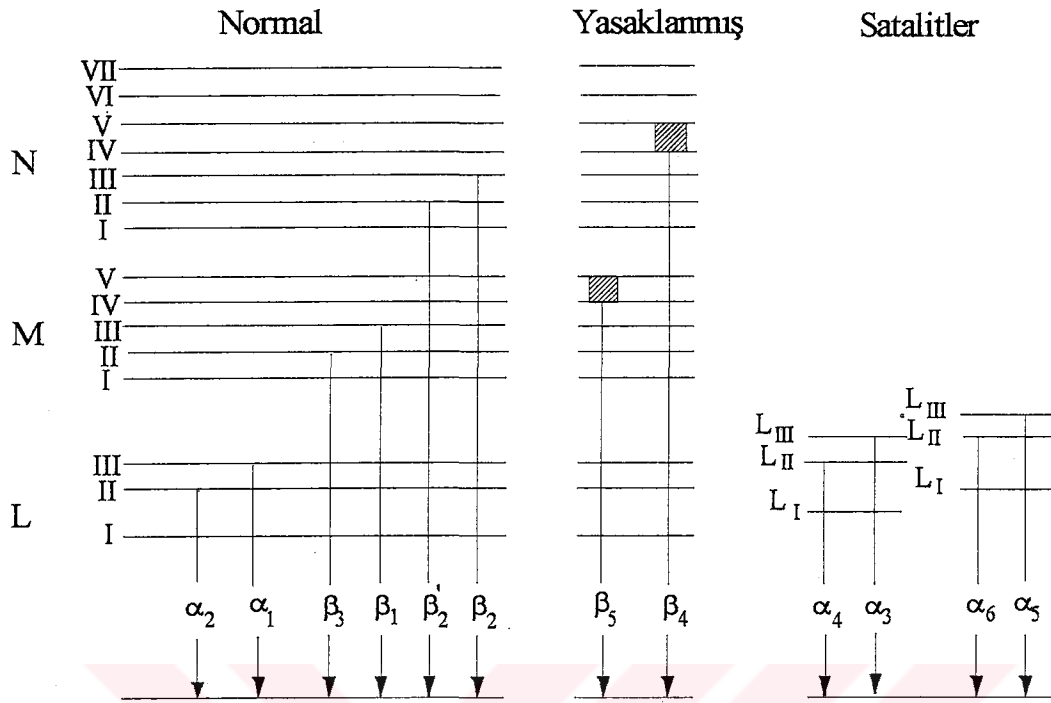 Normal Yasaklanmış Satalitler
VII
VI
V
IV
N
III
II
I
V
IV
M III
II
I
L III
L III L II
III L II
II L I
L L I
I
α2 α1 β3 β1 β2' β2 β5 β4 α4 α3 α6 α5